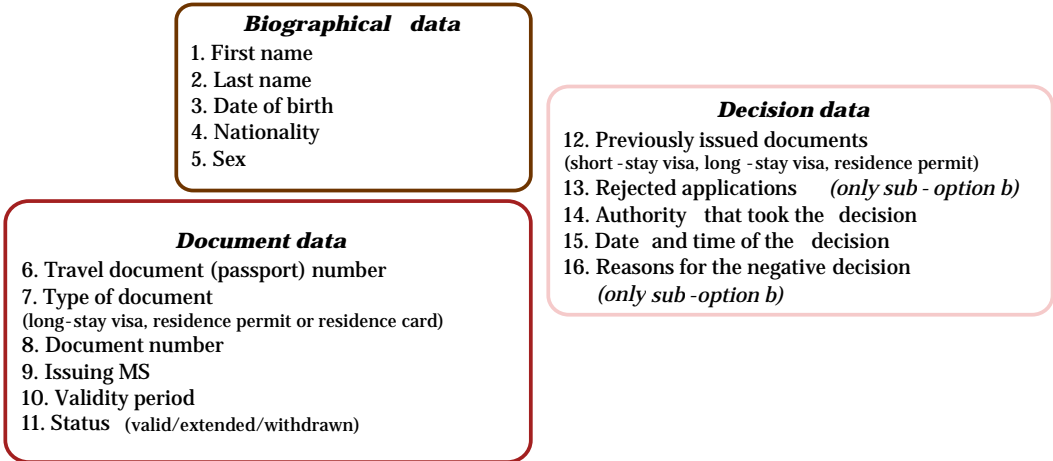 Biographical data
1. First name
2. Last name
3. Date of birth
4. Nationality
5. Sex
Document data
6. Travel document (passport) number
7. Type of document
(long-stay visa, residence permit or residence card)
8. Document number
9. Issuing MS
10. Validity period
11. Status (valid/extended/withdrawn)
Decision data
12. Previously issued documents
(short-stay visa, long-stay visa, residence permit)
13. Rejected applications (only sub-option b)
14. Authority that took the decision
15. Date and time of the decision
16. Reasons for the negative decision
(only sub-option b)